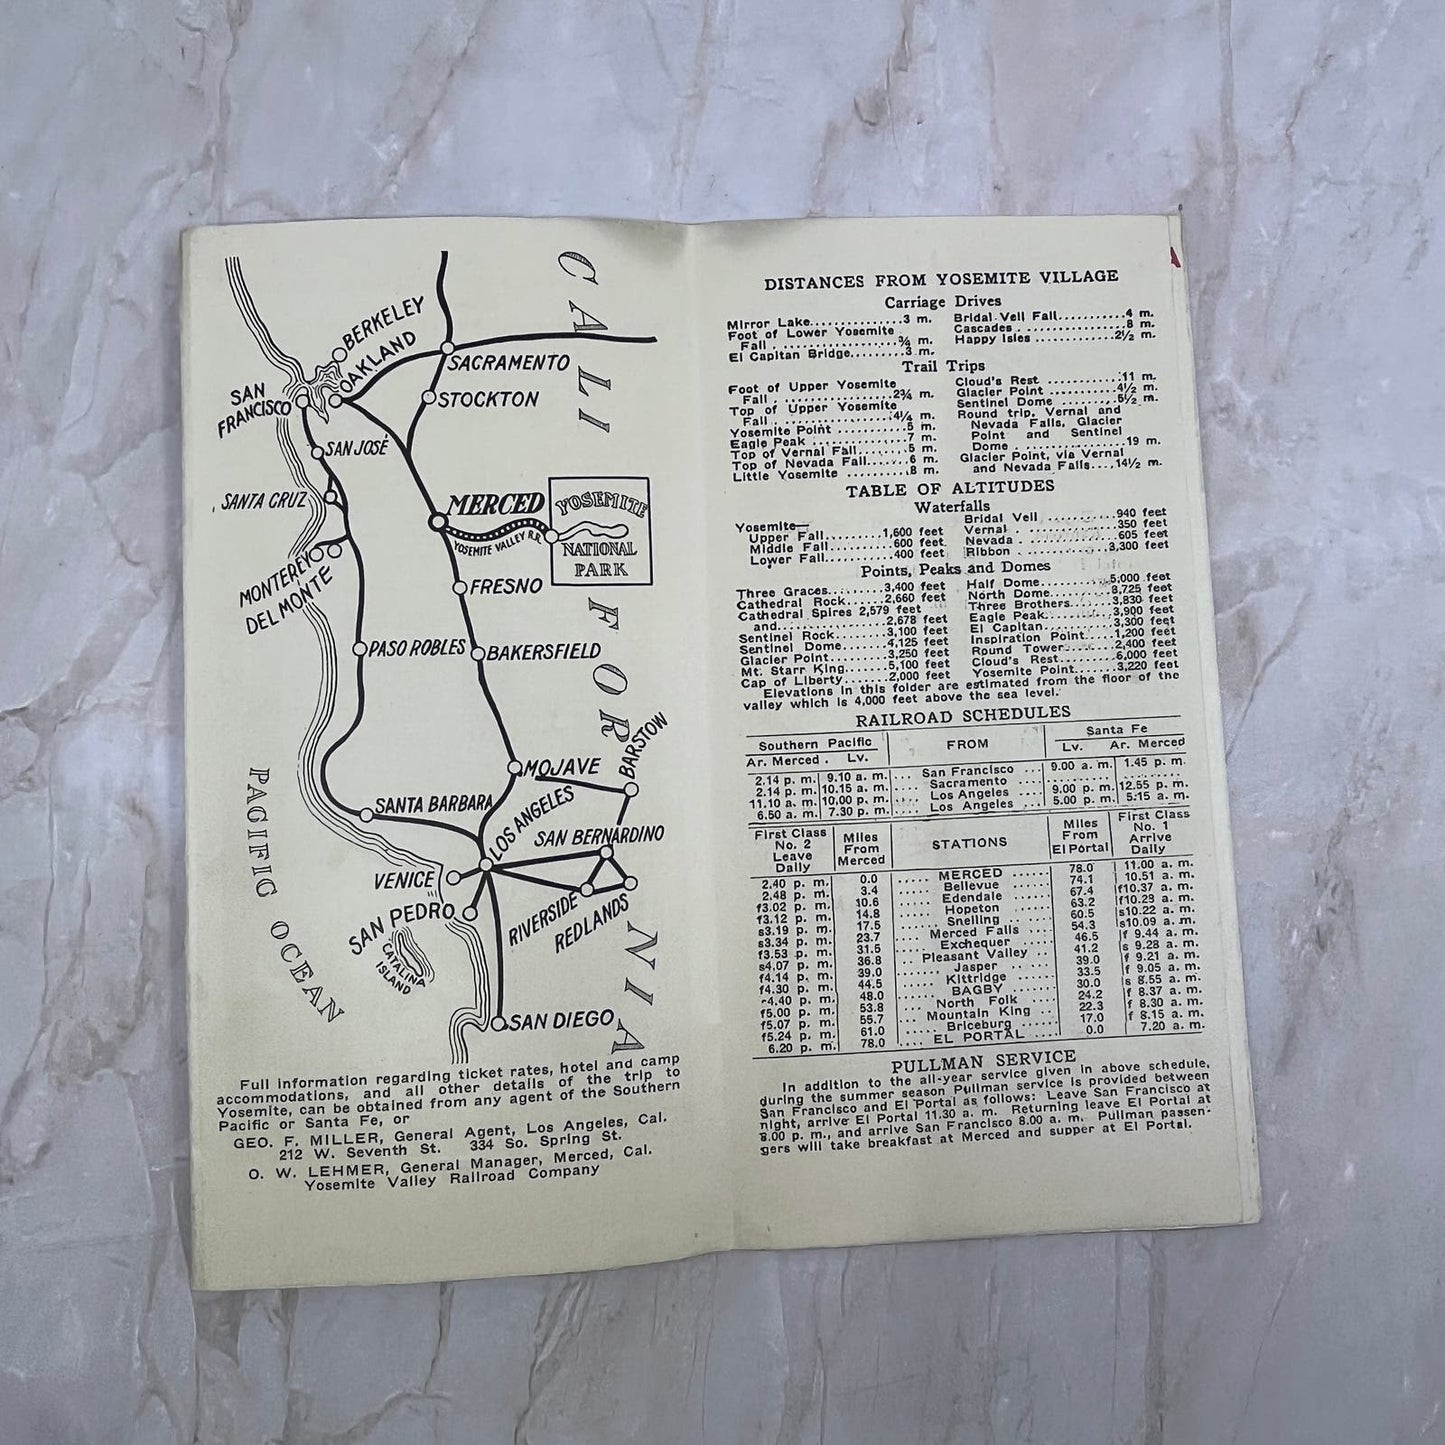 CALIFORNIA
BERKELEY
OAKLAND
SACRAMENTO
SAN
FRANCISCO
STOCKTON
SAN JOSÉ
SANTA CRUZ
MERCED
YOSEMITE VALLEY R.R.
YOSEMITE
NATIONAL
PARK
MONTEREY
DEL MONTE
FRESNO
PASO ROBLES
BAKERSFIELD
MOJAVE
BARSTOW
SANTA BARBARA
LOS ANGELES
SAN BERNARDINO
VENICE
SAN PEDRO
RIVERSIDE
REDLANDS
CATALINA
ISLAND
SAN DIEGO
PACIFIC OCEAN
Full information regarding ticket rates, hotel and camp
accommodations, and all other details of the trip to
Yosemite, can be obtained from any agent of the Southern
Pacific or Santa Fe, or
GEO. F. MILLER, General Agent, Los Angeles, Cal.
212 W. Seventh St. 334 So. Spring St.
O. W. LEHMER, General Manager, Merced, Cal.
Yosemite Valley Railroad Company
DISTANCES FROM YOSEMITE VILLAGE
Carriage Drives
Mirror Lake..............3 m.
Foot of Lower Yosemite
Fall ................. ¾ m.
El Capitan Bridge.........3 m.
Bridal Veil Fall...........4 m.
Cascades ..................8 m.
Happy Isles ..............2½ m.
Trail Trips
Foot of Upper Yosemite
Fall ..................2¾ m.
Top of Upper Yosemite
Fall ..................4¼ m.
Yosemite Point ...........5 m.
Eagle Peak ...............7 m.
Top of Vernal Fall........5 m.
Top of Nevada Fall.......6 m.
Little Yosemite ..........8 m.
Cloud's Rest ............11 m.
Glacier Point ...........4½ m.
Sentinel Dome ..........5½ m.
Round trip, Vernal and
Nevada Falls, Glacier
Point and Sentinel
Dome ..................19 m.
Glacier Point, via Vernal
and Nevada Falls....14½ m.
TABLE OF ALTITUDES
Waterfalls
Yosemite—
Upper Fall.........1,600 feet
Middle Fall......... 600 feet
Lower Fall......... 400 feet
Bridal Veil ...........940 feet
Vernal ................350 feet
Nevada ...............605 feet
Ribbon .............3,300 feet
Points, Peaks and Domes
Three Graces........3,400 feet
Cathedral Rock.....2,660 feet
Cathedral Spires 2,579 feet
and................2,678 feet
Sentinel Rock.......3,100 feet
Sentinel Dome......4,125 feet
Glacier Point........3,250 feet
Mt. Starr King......5,100 feet
Cap of Liberty......2,000 feet
Half Dome..........5,000 feet
North Dome.........3,725 feet
Three Brothers......3,830 feet
Eagle Peak..........3,900 feet
El Capitan...........3,300 feet
Inspiration Point....1,200 feet
Round Tower.......2,400 feet
Cloud's Rest........6,000 feet
Yosemite Point......3,220 feet
Elevations in this folder are estimated from the floor of the
valley which is 4,000 feet above the sea level.
RAILROAD SCHEDULES
Southern Pacific FROM Santa Fe
Ar. Merced . Lv. Lv. Ar. Merced
2.14 p. m. 9.10 a. m. ... San Francisco ... 9.00 a. m. 1.45 p. m.
2.14 p. m. 10.15 a. m. .... Sacramento .... .......... ..........
11.10 a. m. 10.00 p. m. .... Los Angeles .... 9.00 p. m. 12.55 p. m.
6.50 a. m. 7.30 p. m. .... Los Angeles .... 5.00 p. m. 5.15 a. m.
First Class No. 2 Leave Daily Miles From Merced STATIONS Miles From El Portal First Class No. 1 Arrive Daily
2.40 p. m. 0.0 ..... MERCED ...... 78.0 11.00 a. m.
2.48 p. m. 3.4 ..... Bellevue ...... 74.1 10.51 a. m.
f3.02 p. m. 10.6 ..... Edendale ...... 67.4 f10.37 a. m.
f3.12 p. m. 14.8 ..... Hopeton ...... 63.2 f10.28 a. m.
s3.19 p. m. 17.5 ..... Snelling ...... 60.5 s10.22 a. m.
s3.34 p. m. 23.7 .... Merced Falls .... 54.3 s10.09 a. m.
f3.53 p. m. 31.5 .... Exchequer ..... 46.5 f 9.44 a. m.
s4.07 p. m. 36.8 .. Pleasant Valley .. 41.2 s 9.28 a. m.
f4.14 p. m. 39.0 ...... Jasper ...... 39.0 f 9.21 a. m.
f4.30 p. m. 44.5 ..... Kittridge ..... 33.5 f 9.05 a. m.
4.40 p. m. 48.0 ...... BAGBY ...... 30.0 s 8.55 a. m.
f5.00 p. m. 53.8 .... North Folk .... 24.2 f 8.37 a. m.
f5.07 p. m. 55.7 .. Mountain King .. 22.3 f 8.30 a. m.
f5.24 p. m. 61.0 ..... Briceburg ..... 17.0 f 8.15 a. m.
6.20 p. m. 78.0 .... EL PORTAL .... 0.0 7.20 a. m.
PULLMAN SERVICE
In addition to the all-year service given in above schedule,
during the summer season Pullman service is provided between
San Francisco and El Portal as follows: Leave San Francisco at
night, arrive El Portal 11.30 a. m. Returning leave El Portal at
8.00 p. m., and arrive San Francisco 8.00 a. m. Pullman passen-
gers will take breakfast at Merced and supper at El Portal.